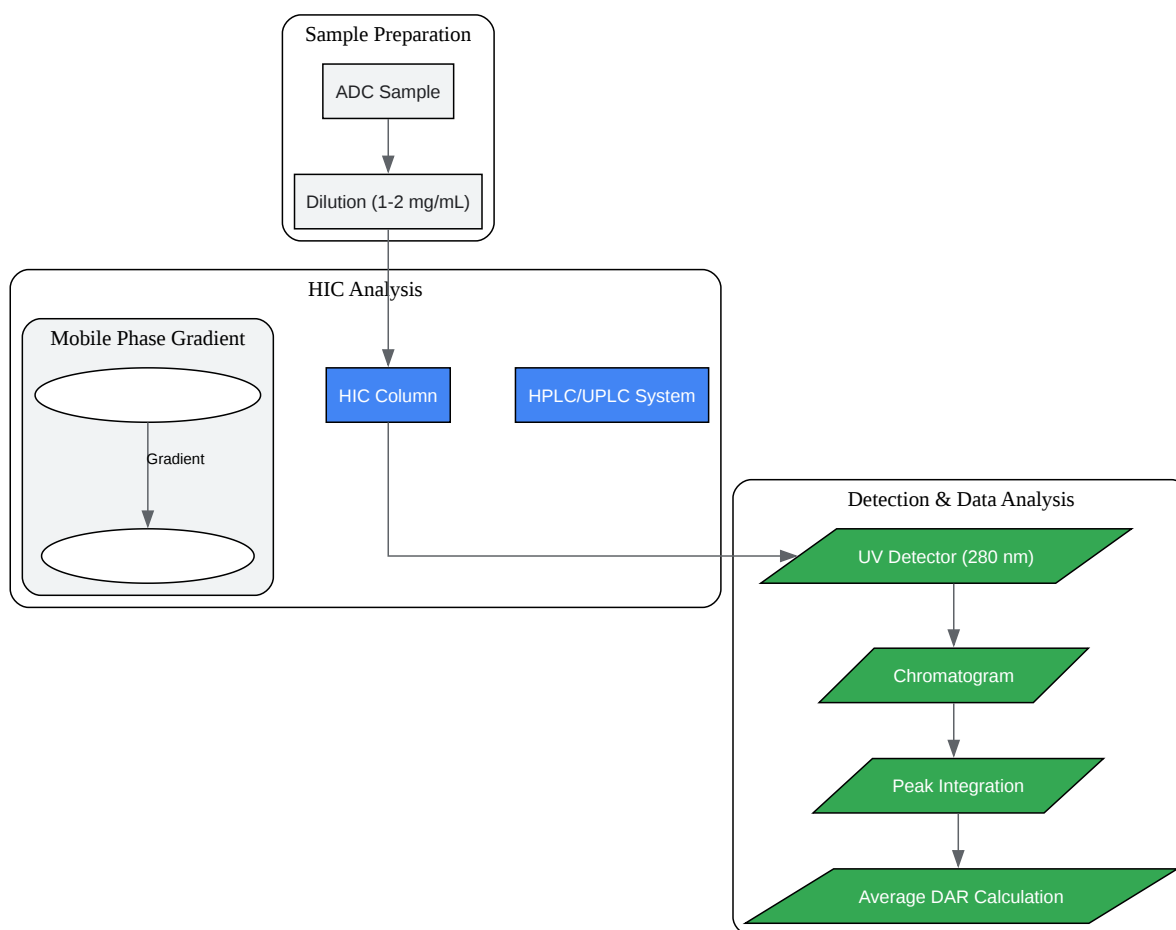 Sample Preparation
ADC Sample
Dilution (1-2 mg/mL)
HIC Analysis
Mobile Phase Gradient
HIC Column
HPLC/UPLC System
Gradient
Detection & Data Analysis
UV Detector (280 nm)
Chromatogram
Peak Integration
Average DAR Calculation